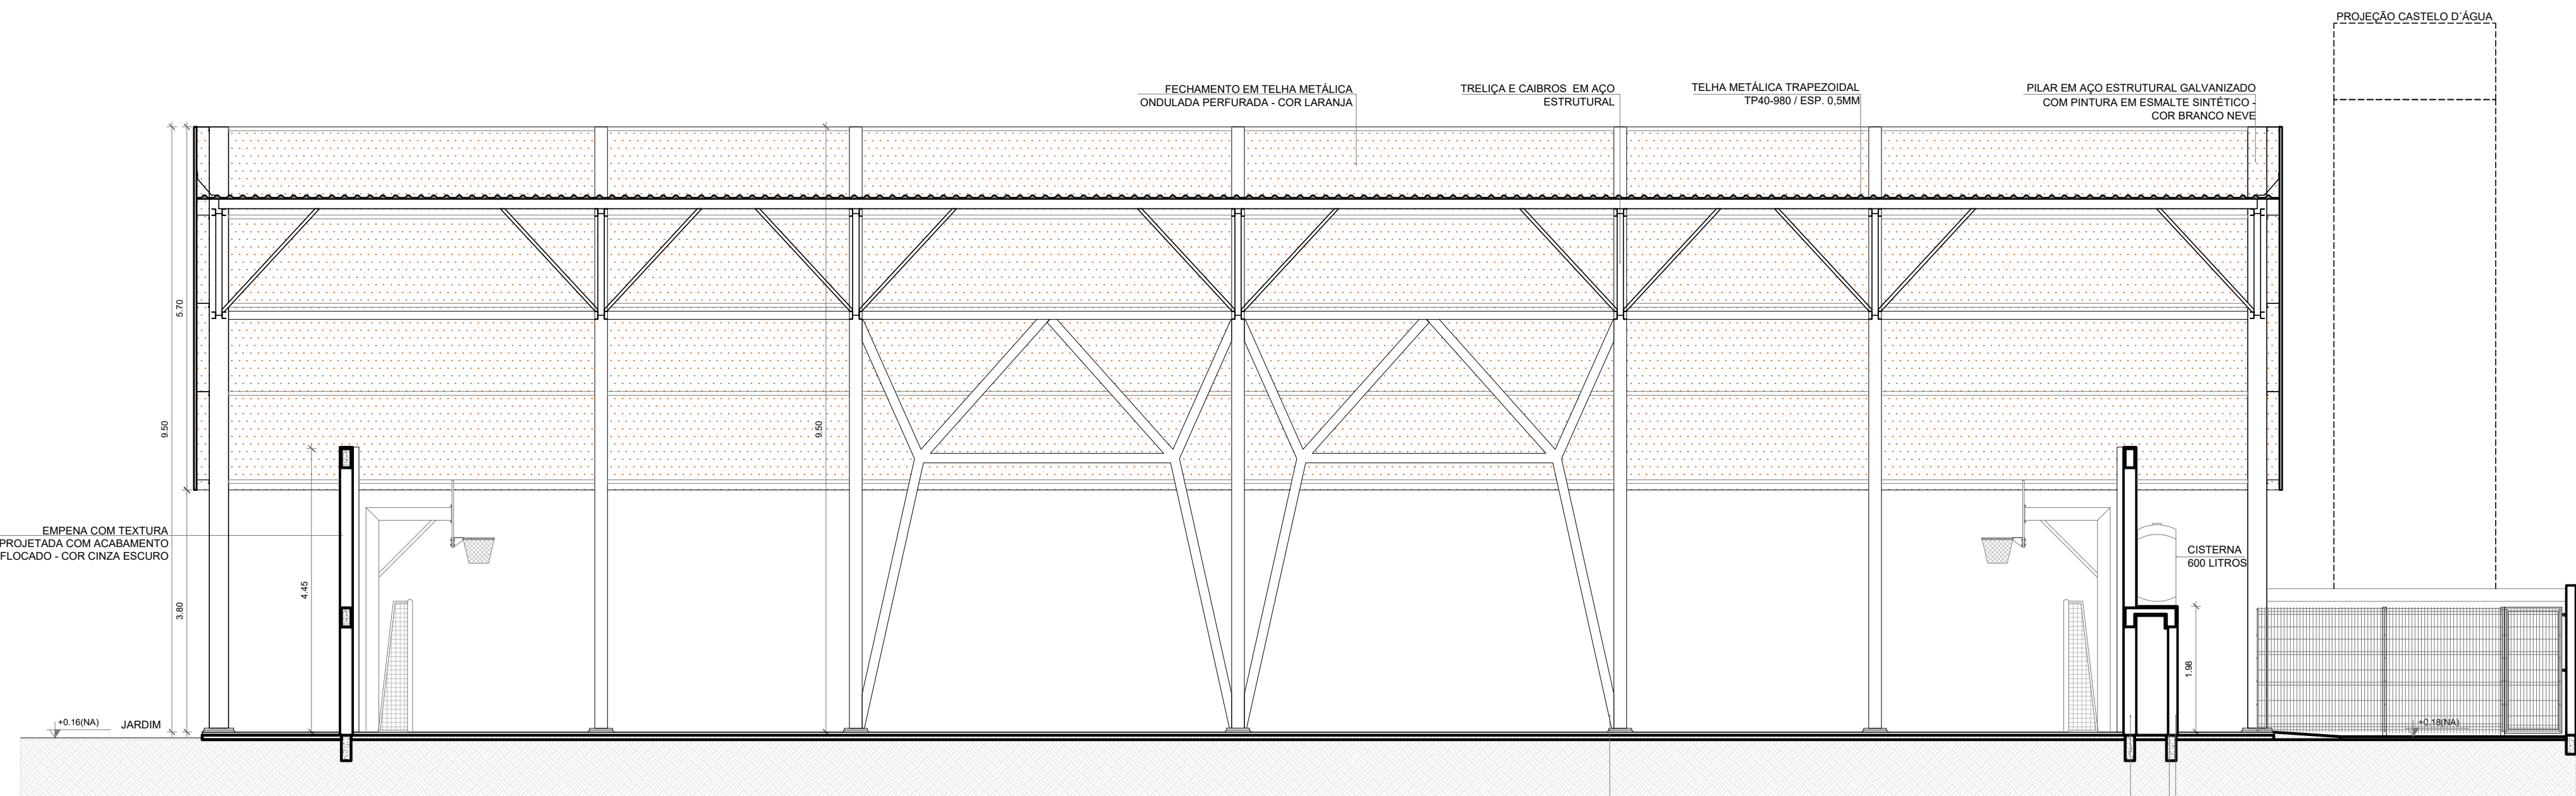 PROJEÇÃO CASTELO D´ÁGUA
FECHAMENTO EM TELHA METÁLICA
ONDULADA PERFURADA - COR LARANJA
TRELIÇA E CAIBROS EM AÇO
ESTRUTURAL
TELHA METÁLICA TRAPEZOIDAL
TP40-980 / ESP. 0,5MM
PILAR EM AÇO ESTRUTURAL GALVANIZADO
COM PINTURA EM ESMALTE SINTÉTICO -
COR BRANCO NEVE
5.70
9.50
9.50
EMPENA COM TEXTURA
PROJETADA COM ACABAMENTO
FLOCADO - COR CINZA ESCURO
4.45
3.80
CISTERNA
600 LITROS
1.98
+0.16(NA)
JARDIM
+0.18(NA)